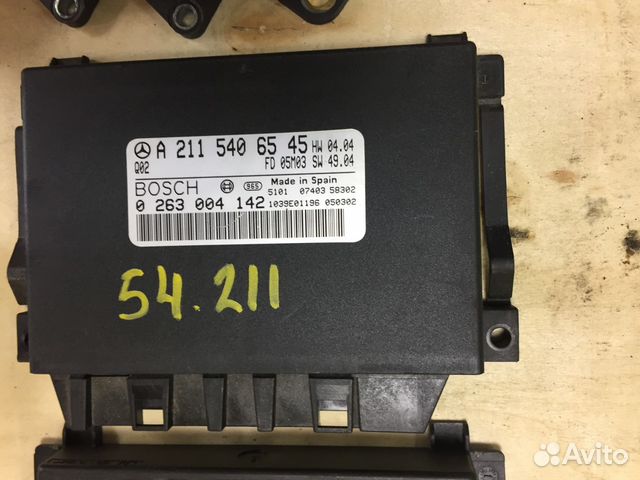 A 211 540 65 45 HW 04.04
Q02 FD 05M03 SW 49.04
BOSCH S6S Made in Spain
5101 07403 58302
0 263 004 142 1039E01196 050302
54.211
Avito